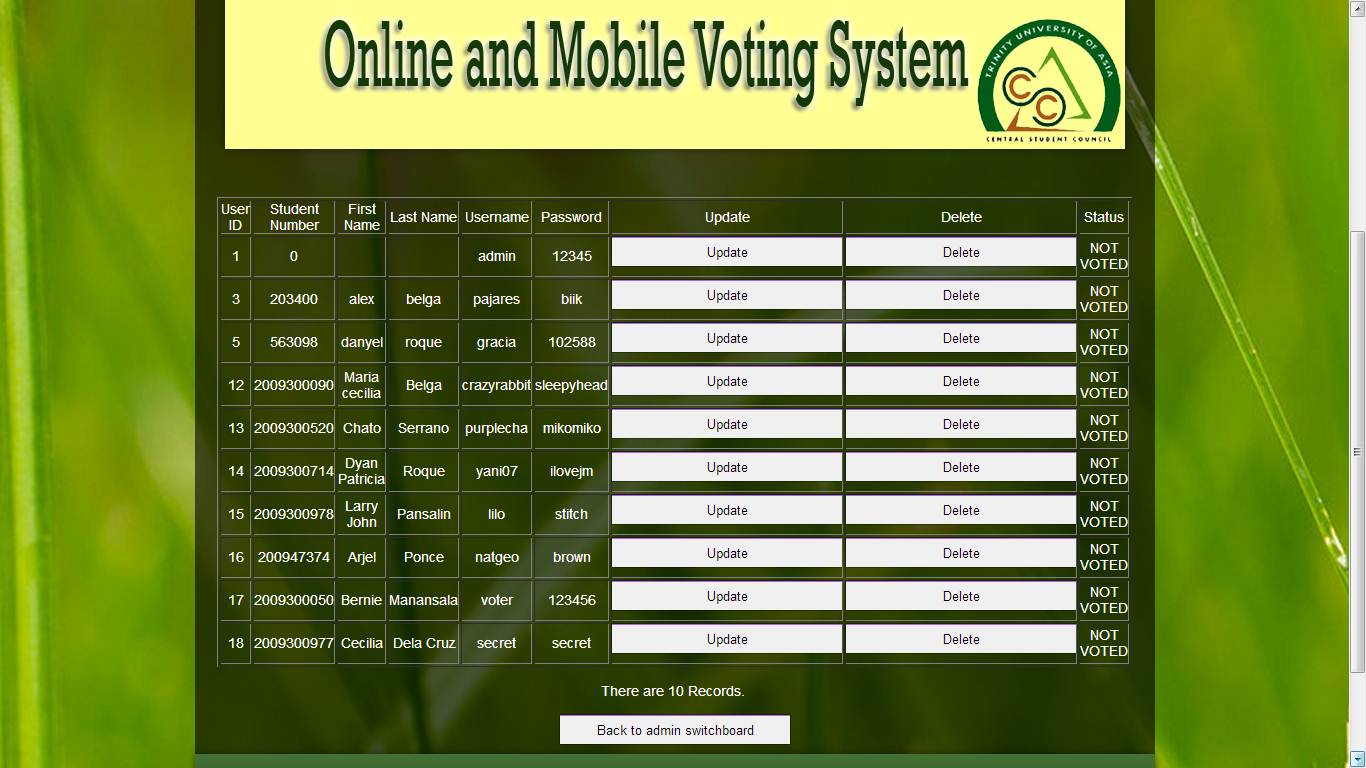 Online and Mobile Voting System
TRINITY UNIVERSITY OF ASIA
CSC
CENTRAL STUDENT COUNCIL
User ID Student Number First Name Last Name Username Password Update Delete Status
1 0 admin 12345 Update Delete NOT VOTED
3 203400 alex belga pajares biik Update Delete NOT VOTED
5 563098 danyel roque gracia 102588 Update Delete NOT VOTED
12 2009300090 Maria cecilia Belga crazyrabbit sleepyhead Update Delete NOT VOTED
13 2009300520 Chato Serrano purplecha mikomiko Update Delete NOT VOTED
14 2009300714 Dyan Patricia Roque yani07 ilovejm Update Delete NOT VOTED
15 2009300978 Larry John Pansalin lilo stitch Update Delete NOT VOTED
16 200947374 Arjel Ponce natgeo brown Update Delete NOT VOTED
17 2009300050 Bernie Manansala voter 123456 Update Delete NOT VOTED
18 2009300977 Cecilia Dela Cruz secret secret Update Delete NOT VOTED
There are 10 Records.
Back to admin switchboard